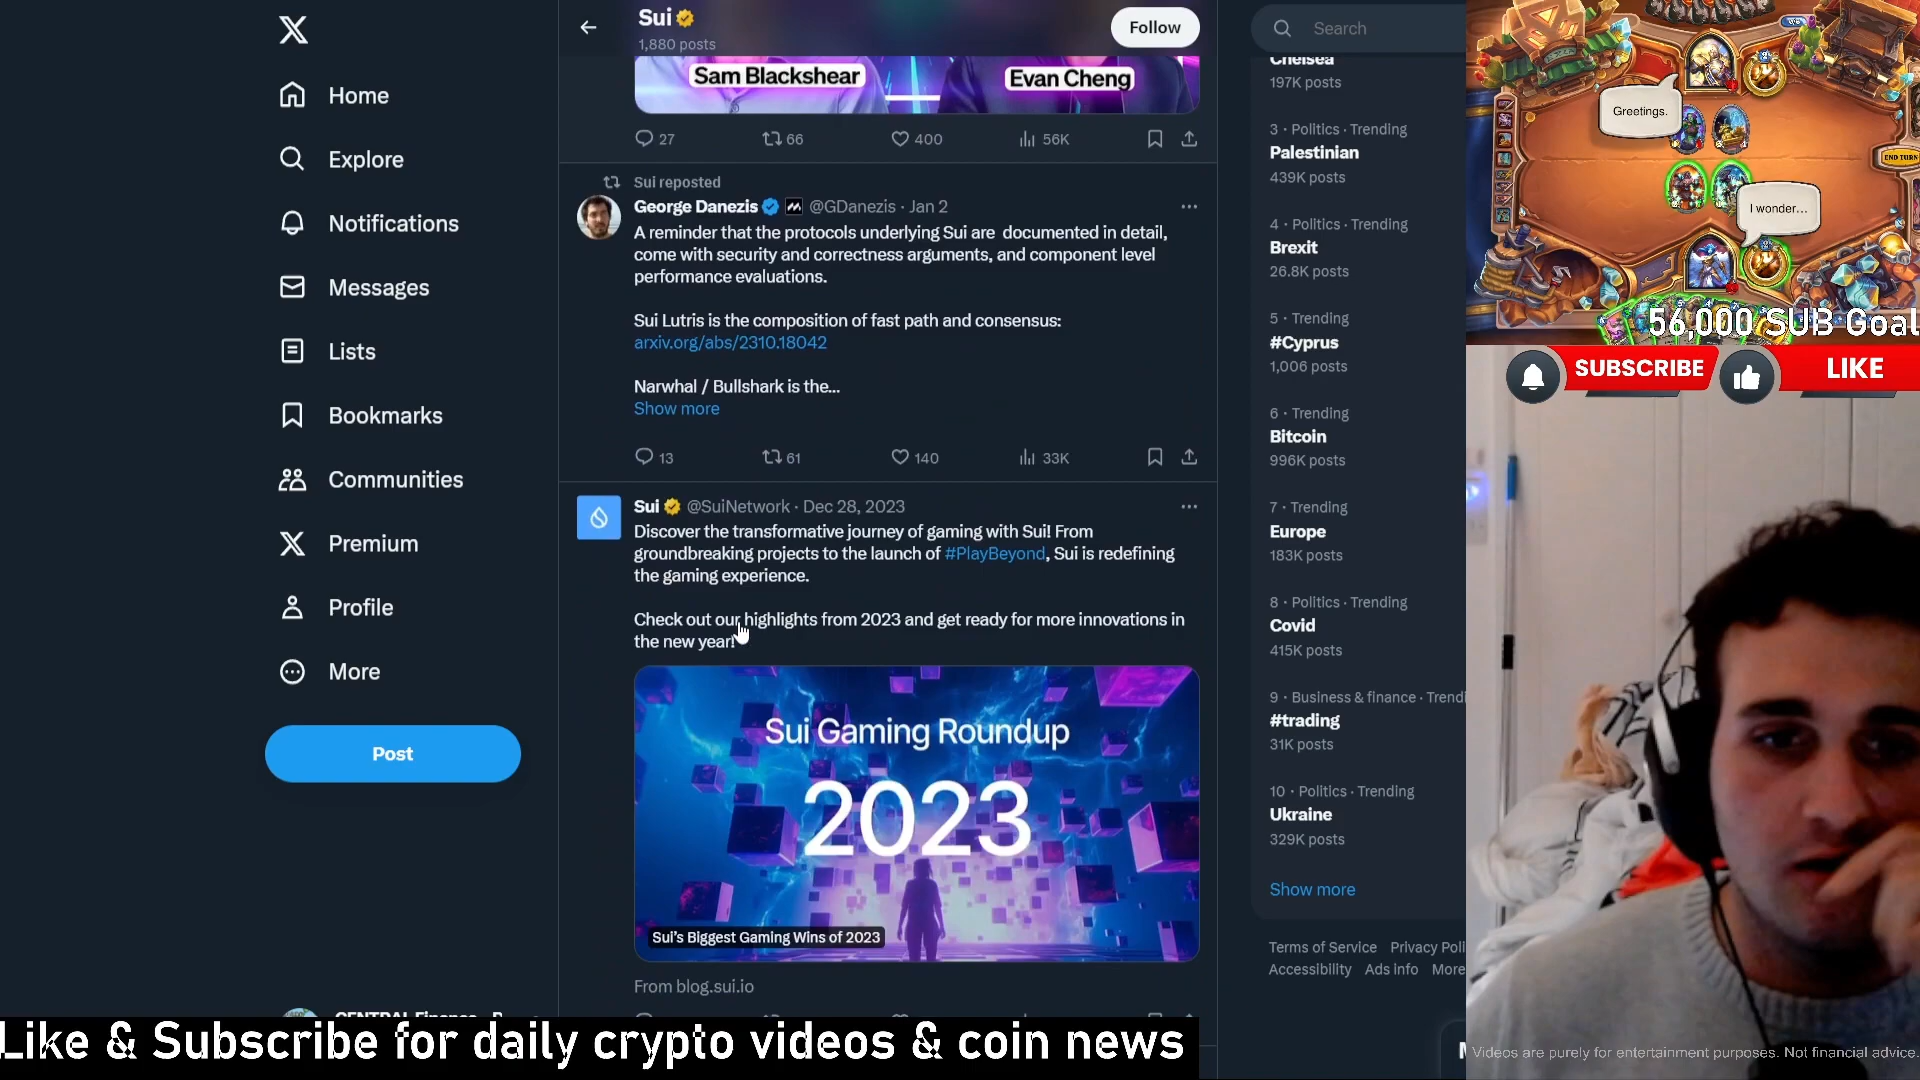 Home
Explore
Notifications
Messages
Lists
Bookmarks
Communities
Premium
Profile
More
Post
Sui
1,880 posts
Follow
Sam Blackshear
Evan Cheng
27 66 400 56K
Sui reposted
George Danezis @GDanezis · Jan 2
A reminder that the protocols underlying Sui are documented in detail,
come with security and correctness arguments, and component level
performance evaluations.
Sui Lutris is the composition of fast path and consensus:
arxiv.org/abs/2310.18042
Narwhal / Bullshark is the...
Show more
13 61 140 33K
Sui @SuiNetwork · Dec 28, 2023
Discover the transformative journey of gaming with Sui! From
groundbreaking projects to the launch of #PlayBeyond, Sui is redefining
the gaming experience.
Check out our highlights from 2023 and get ready for more innovations in
the new year!
Sui Gaming Roundup
2023
Sui's Biggest Gaming Wins of 2023
From blog.sui.io
Search
Chelsea
197K posts
3 · Politics · Trending
Palestinian
439K posts
4 · Politics · Trending
Brexit
26.8K posts
5 · Trending
#Cyprus
1,006 posts
6 · Trending
Bitcoin
996K posts
7 · Trending
Europe
183K posts
8 · Politics · Trending
Covid
415K posts
9 · Business & finance · Trendi
#trading
31K posts
10 · Politics · Trending
Ukraine
329K posts
Show more
Terms of Service Privacy Poli
Accessibility Ads info More
Greetings.
END TURN
I wonder...
56,000 SUB Goal
SUBSCRIBE
LIKE
Like & Subscribe for daily crypto videos & coin news
Videos are purely for entertainment purposes. Not financial advice.